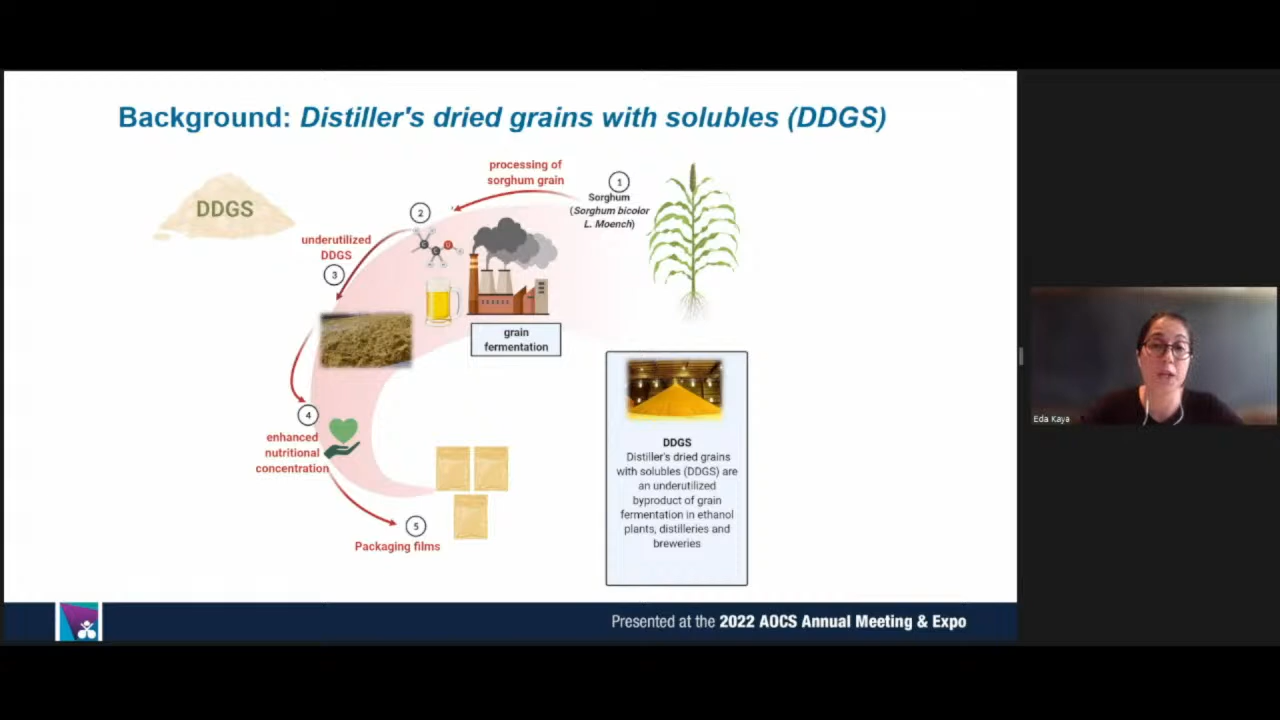 Background: Distiller's dried grains with solubles (DDGS)
DDGS
processing of
sorghum grain
1
Sorghum
(Sorghum bicolor
L. Moench)
2
underutilized
DDGS
3
C
C
O
grain
fermentation
4
enhanced
nutritional
concentration
5
Packaging films
DDGS
Distiller's dried grains
with solubles (DDGS) are
an underutilized
byproduct of grain
fermentation in ethanol
plants, distilleries and
breweries
Eda Kaya
Presented at the 2022 AOCS Annual Meeting & Expo